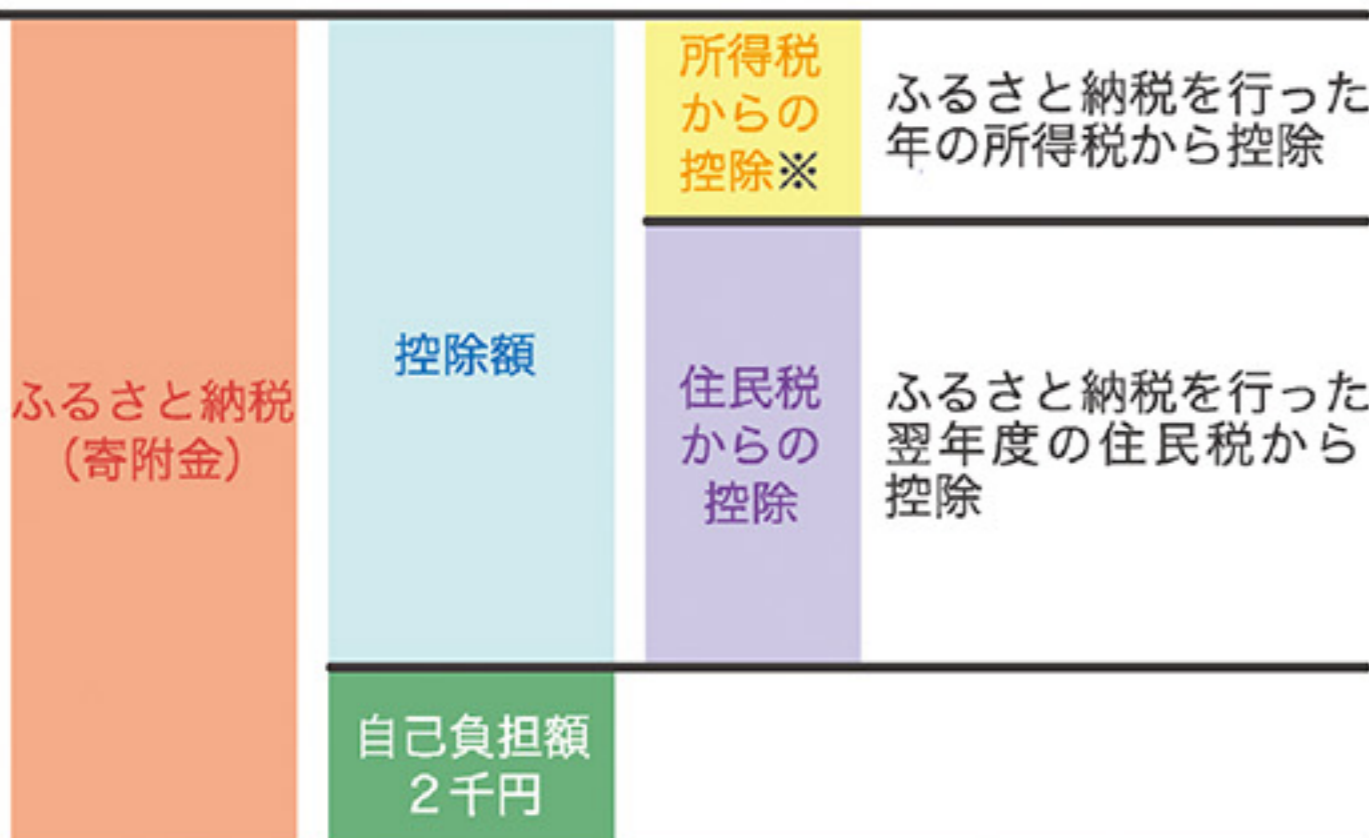 ふるさと納税
(寄附金)
控除額
自己負担額
2千円
所得税
からの
控除※
ふるさと納税を行った
年の所得税から控除
住民税
からの
控除
ふるさと納税を行った
翌年度の住民税から
控除